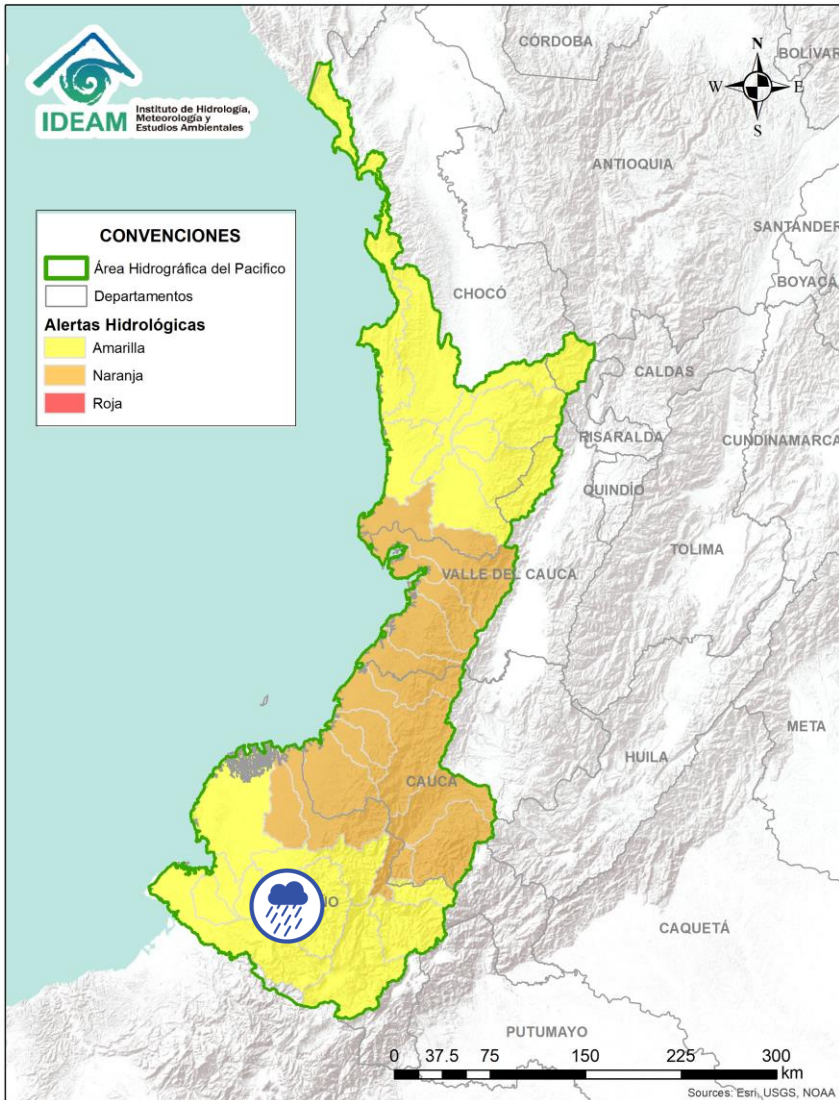 IDEAM
Instituto de Hidrología,
Meteorología y
Estudios Ambientales
CÓRDOBA
BOLÍVAR
N
W
E
S
ANTIOQUIA
SANTANDER
BOYACÁ
CONVENCIONES
Área Hidrográfica del Pacifico
Departamentos
Alertas Hidrológicas
Amarilla
Naranja
Roja
CHOCÓ
CALDAS
RISARALDA
CUNDINAMARCA
QUINDÍO
TOLIMA
VALLE DEL CAUCA
META
HUILA
CAUCA
ÑO
CAQUETÁ
PUTUMAYO
0 37.5 75 150 225 300
km
Sources: Esri, USGS, NOAA